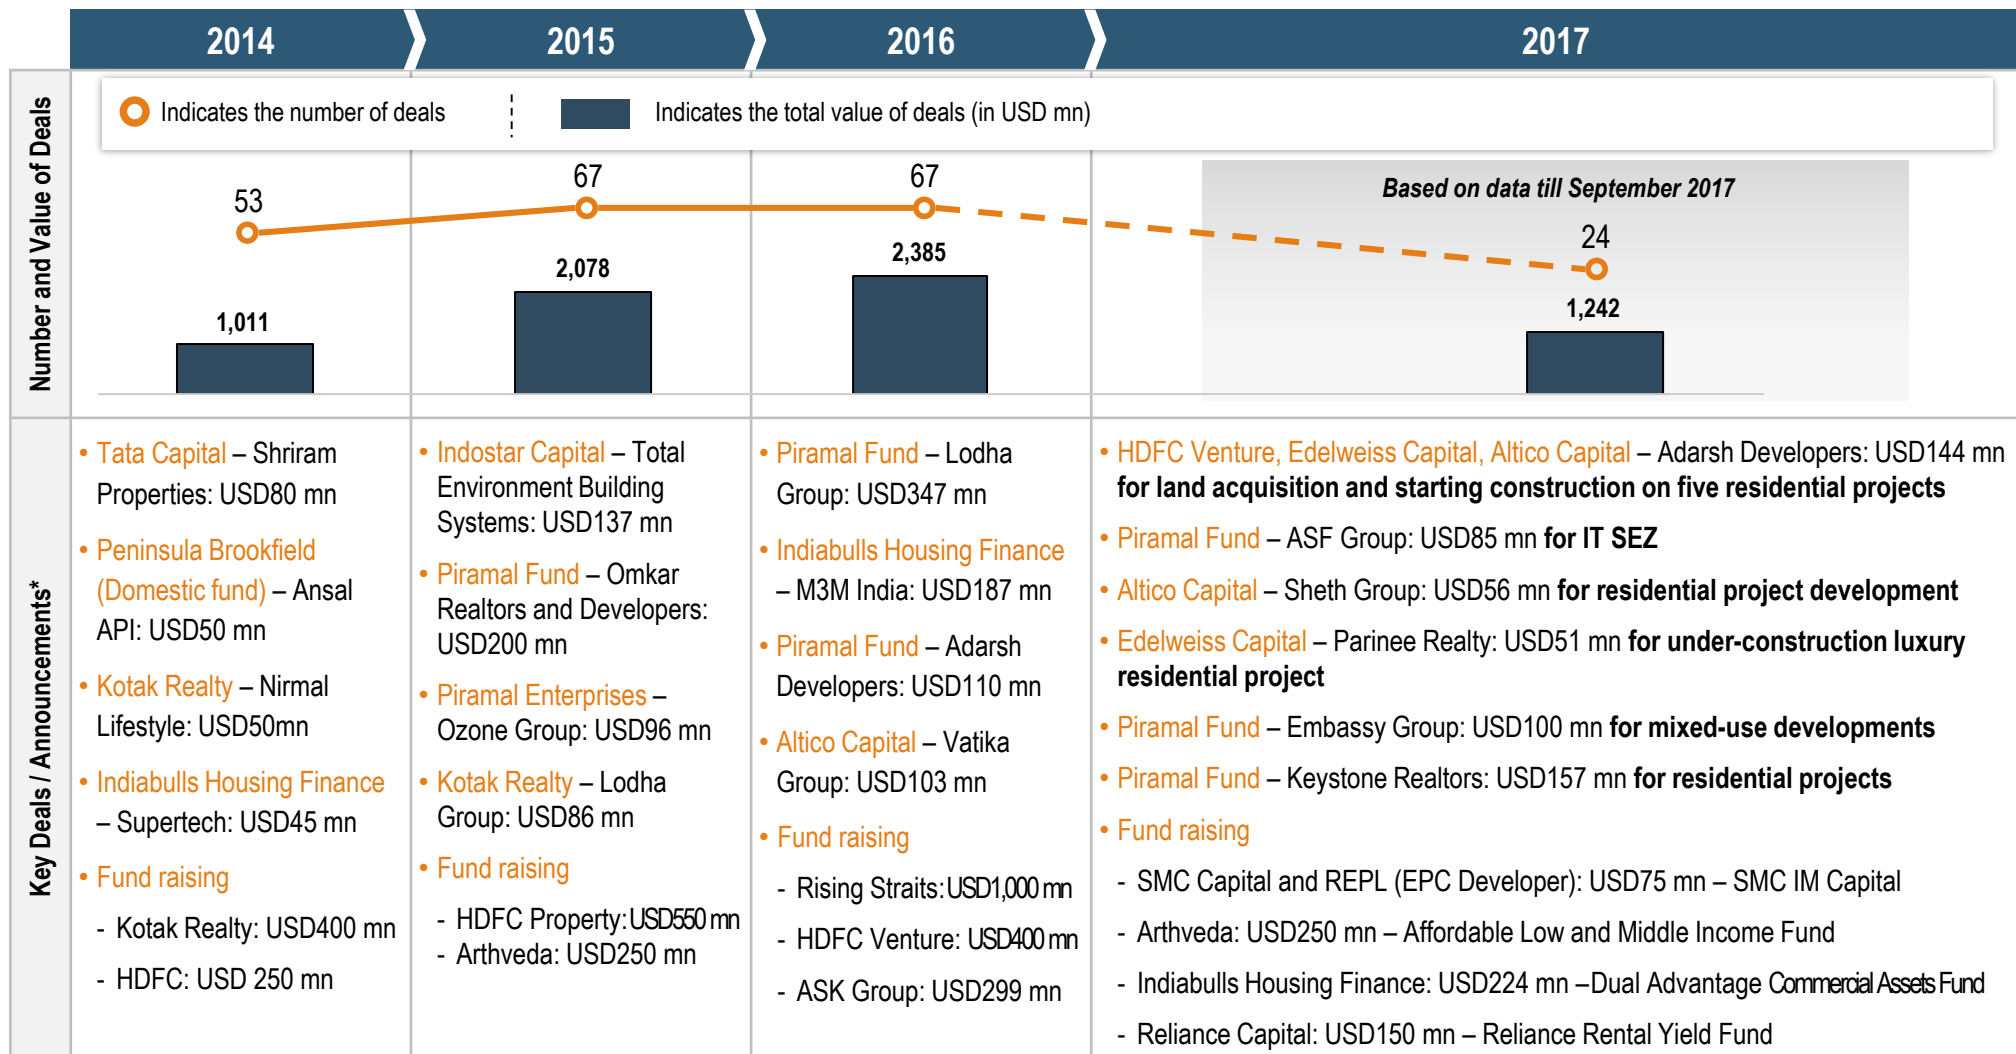 2014
2015
2016
2017
Number and Value of Deals
Indicates the number of deals
Indicates the total value of deals (in USD mn)
53
67
67
Based on data till September 2017
24
1,011
2,078
2,385
1,242
Key Deals / Announcements*
• Tata Capital – Shriram
Properties: USD80 mn
• Peninsula Brookfield
(Domestic fund) – Ansal
API: USD50 mn
• Kotak Realty – Nirmal
Lifestyle: USD50mn
• Indiabulls Housing Finance
– Supertech: USD45 mn
• Fund raising
- Kotak Realty: USD400 mn
- HDFC: USD 250 mn
• Indostar Capital – Total
Environment Building
Systems: USD137 mn
• Piramal Fund – Omkar
Realtors and Developers:
USD200 mn
• Piramal Enterprises –
Ozone Group: USD96 mn
• Kotak Realty – Lodha
Group: USD86 mn
• Fund raising
- HDFC Property: USD550 mn
- Arthveda: USD250 mn
• Piramal Fund – Lodha
Group: USD347 mn
• Indiabulls Housing Finance
– M3M India: USD187 mn
• Piramal Fund – Adarsh
Developers: USD110 mn
• Altico Capital – Vatika
Group: USD103 mn
• Fund raising
- Rising Straits: USD1,000 mn
- HDFC Venture: USD400 mn
- ASK Group: USD299 mn
• HDFC Venture, Edelweiss Capital, Altico Capital – Adarsh Developers: USD144 mn
for land acquisition and starting construction on five residential projects
• Piramal Fund – ASF Group: USD85 mn for IT SEZ
• Altico Capital – Sheth Group: USD56 mn for residential project development
• Edelweiss Capital – Parinee Realty: USD51 mn for under-construction luxury
residential project
• Piramal Fund – Embassy Group: USD100 mn for mixed-use developments
• Piramal Fund – Keystone Realtors: USD157 mn for residential projects
• Fund raising
- SMC Capital and REPL (EPC Developer): USD75 mn – SMC IM Capital
- Arthveda: USD250 mn – Affordable Low and Middle Income Fund
- Indiabulls Housing Finance: USD224 mn –Dual Advantage Commercial Assets Fund
- Reliance Capital: USD150 mn – Reliance Rental Yield Fund